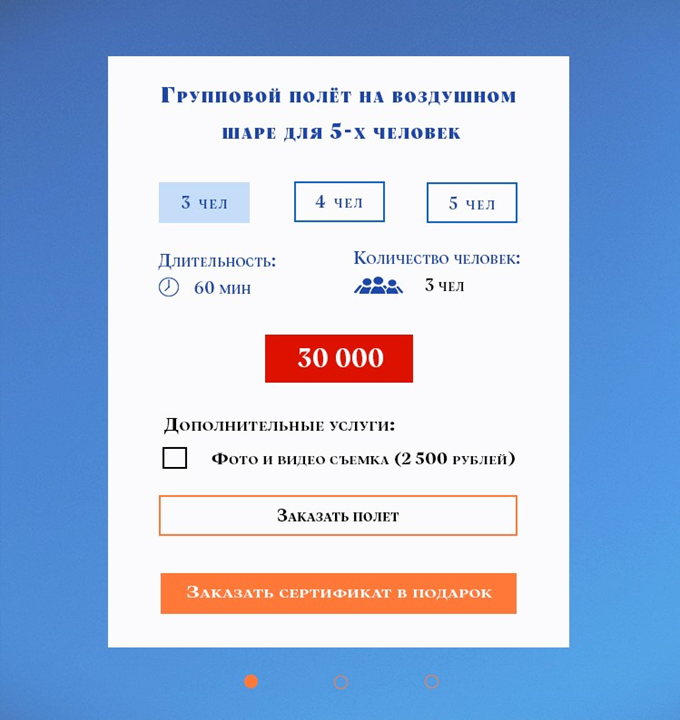 Групповой полёт на воздушном
шаре для 5-х человек
3 чел
4 чел
5 чел
Длительность:
60 мин
Количество человек:
3 чел
30 000
Дополнительные услуги:
Фото и видео съемка (2 500 рублей)
Заказать полет
Заказать сертификат в подарок